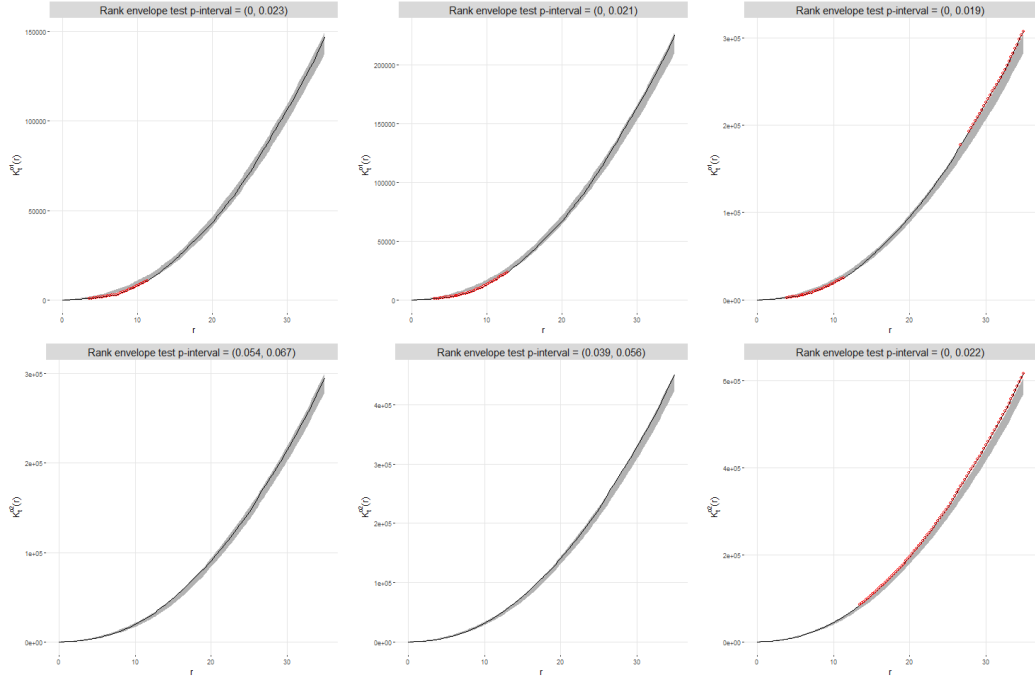 Rank envelope test p-interval = (0, 0.023)
Rank envelope test p-interval = (0, 0.021)
Rank envelope test p-interval = (0, 0.019)
150000
100000
50000
0
0
10
20
30
r
200000
150000
100000
50000
0
0
10
20
30
r
3e+05
2e+05
1e+05
0e+00
0
10
20
30
r
Rank envelope test p-interval = (0.054, 0.067)
Rank envelope test p-interval = (0.039, 0.056)
Rank envelope test p-interval = (0, 0.022)
3e+05
2e+05
1e+05
0e+00
0
10
20
30
r
4e+05
3e+05
2e+05
1e+05
0e+00
0
10
20
30
r
6e+05
4e+05
2e+05
0e+00
0
10
20
30
r